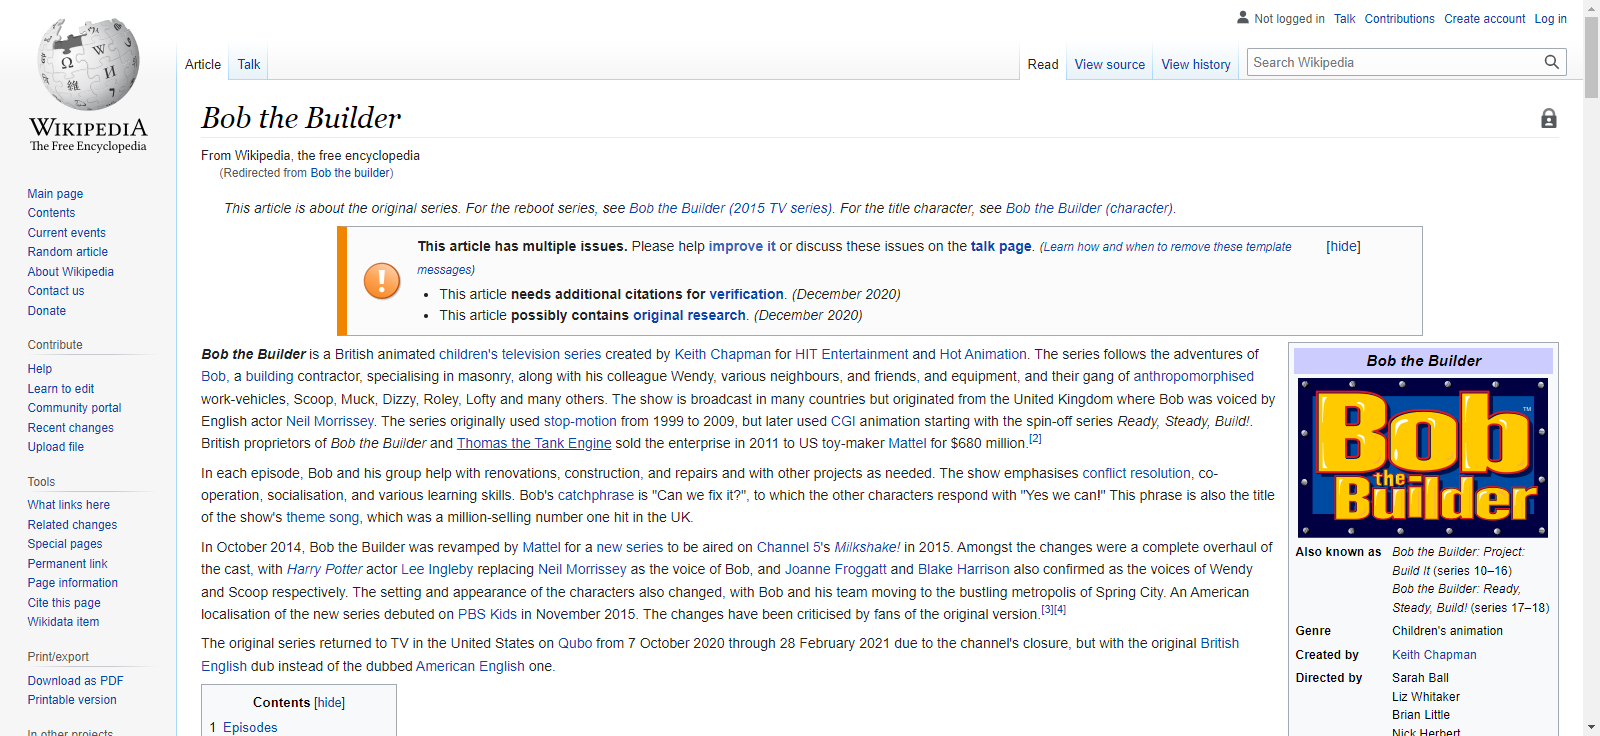 Not logged in Talk Contributions Create account Log in
Article Talk Read View source View history Search Wikipedia
WIKIPEDIA
The Free Encyclopedia
Main page
Contents
Current events
Random article
About Wikipedia
Contact us
Donate
Contribute
Help
Learn to edit
Community portal
Recent changes
Upload file
Tools
What links here
Related changes
Special pages
Permanent link
Page information
Cite this page
Wikidata item
Print/export
Download as PDF
Printable version
In other projects
Bob the Builder
From Wikipedia, the free encyclopedia
(Redirected from Bob the builder)
This article is about the original series. For the reboot series, see Bob the Builder (2015 TV series). For the title character, see Bob the Builder (character).
This article has multiple issues. Please help improve it or discuss these issues on the talk page. (Learn how and when to remove these template [hide]
messages)
• This article needs additional citations for verification. (December 2020)
• This article possibly contains original research. (December 2020)
Bob the Builder is a British animated children's television series created by Keith Chapman for HIT Entertainment and Hot Animation. The series follows the adventures of
Bob, a building contractor, specialising in masonry, along with his colleague Wendy, various neighbours, and friends, and equipment, and their gang of anthropomorphised
work-vehicles, Scoop, Muck, Dizzy, Roley, Lofty and many others. The show is broadcast in many countries but originated from the United Kingdom where Bob was voiced by
English actor Neil Morrissey. The series originally used stop-motion from 1999 to 2009, but later used CGI animation starting with the spin-off series Ready, Steady, Build!.
British proprietors of Bob the Builder and Thomas the Tank Engine sold the enterprise in 2011 to US toy-maker Mattel for $680 million.[2]
In each episode, Bob and his group help with renovations, construction, and repairs and with other projects as needed. The show emphasises conflict resolution, co-
operation, socialisation, and various learning skills. Bob's catchphrase is "Can we fix it?", to which the other characters respond with "Yes we can!" This phrase is also the title
of the show's theme song, which was a million-selling number one hit in the UK.
In October 2014, Bob the Builder was revamped by Mattel for a new series to be aired on Channel 5's Milkshake! in 2015. Amongst the changes were a complete overhaul of
the cast, with Harry Potter actor Lee Ingleby replacing Neil Morrissey as the voice of Bob, and Joanne Froggatt and Blake Harrison also confirmed as the voices of Wendy
and Scoop respectively. The setting and appearance of the characters also changed, with Bob and his team moving to the bustling metropolis of Spring City. An American
localisation of the new series debuted on PBS Kids in November 2015. The changes have been criticised by fans of the original version.[3][4]
The original series returned to TV in the United States on Qubo from 7 October 2020 through 28 February 2021 due to the channel's closure, but with the original British
English dub instead of the dubbed American English one.
Contents [hide]
1 Episodes
Bob the Builder
Bob TM
the
Builder
Also known as Bob the Builder: Project:
Build It (series 10–16)
Bob the Builder: Ready,
Steady, Build! (series 17–18)
Genre Children's animation
Created by Keith Chapman
Directed by Sarah Ball
Liz Whitaker
Brian Little
Nick Herbert